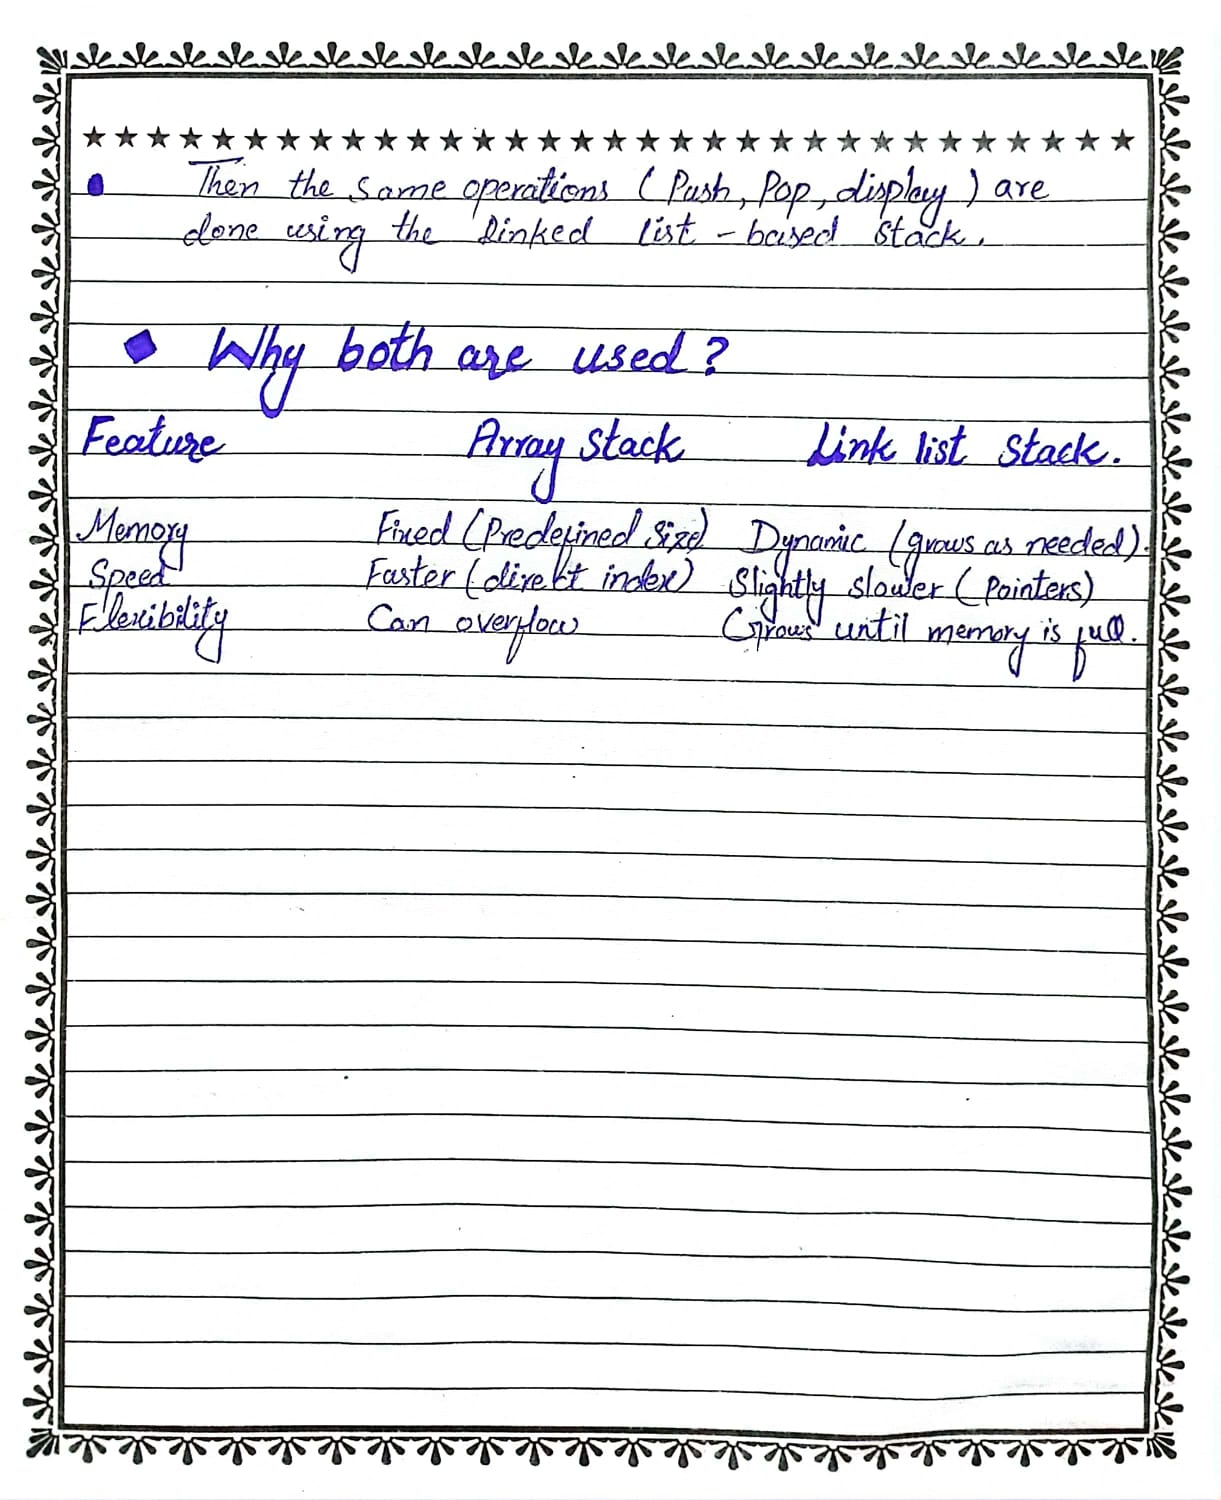 Then the same operations (Push, Pop, display) are
done using the linked list - based stack.
Why both are used?
Feature Array Stack Link list Stack.
Memory Fixed (Predefined Size) Dynamic (grows as needed).
Speed Faster (direkt index) Slightly slower (Pointers)
Flexibility Can overflow Grows until memory is full.